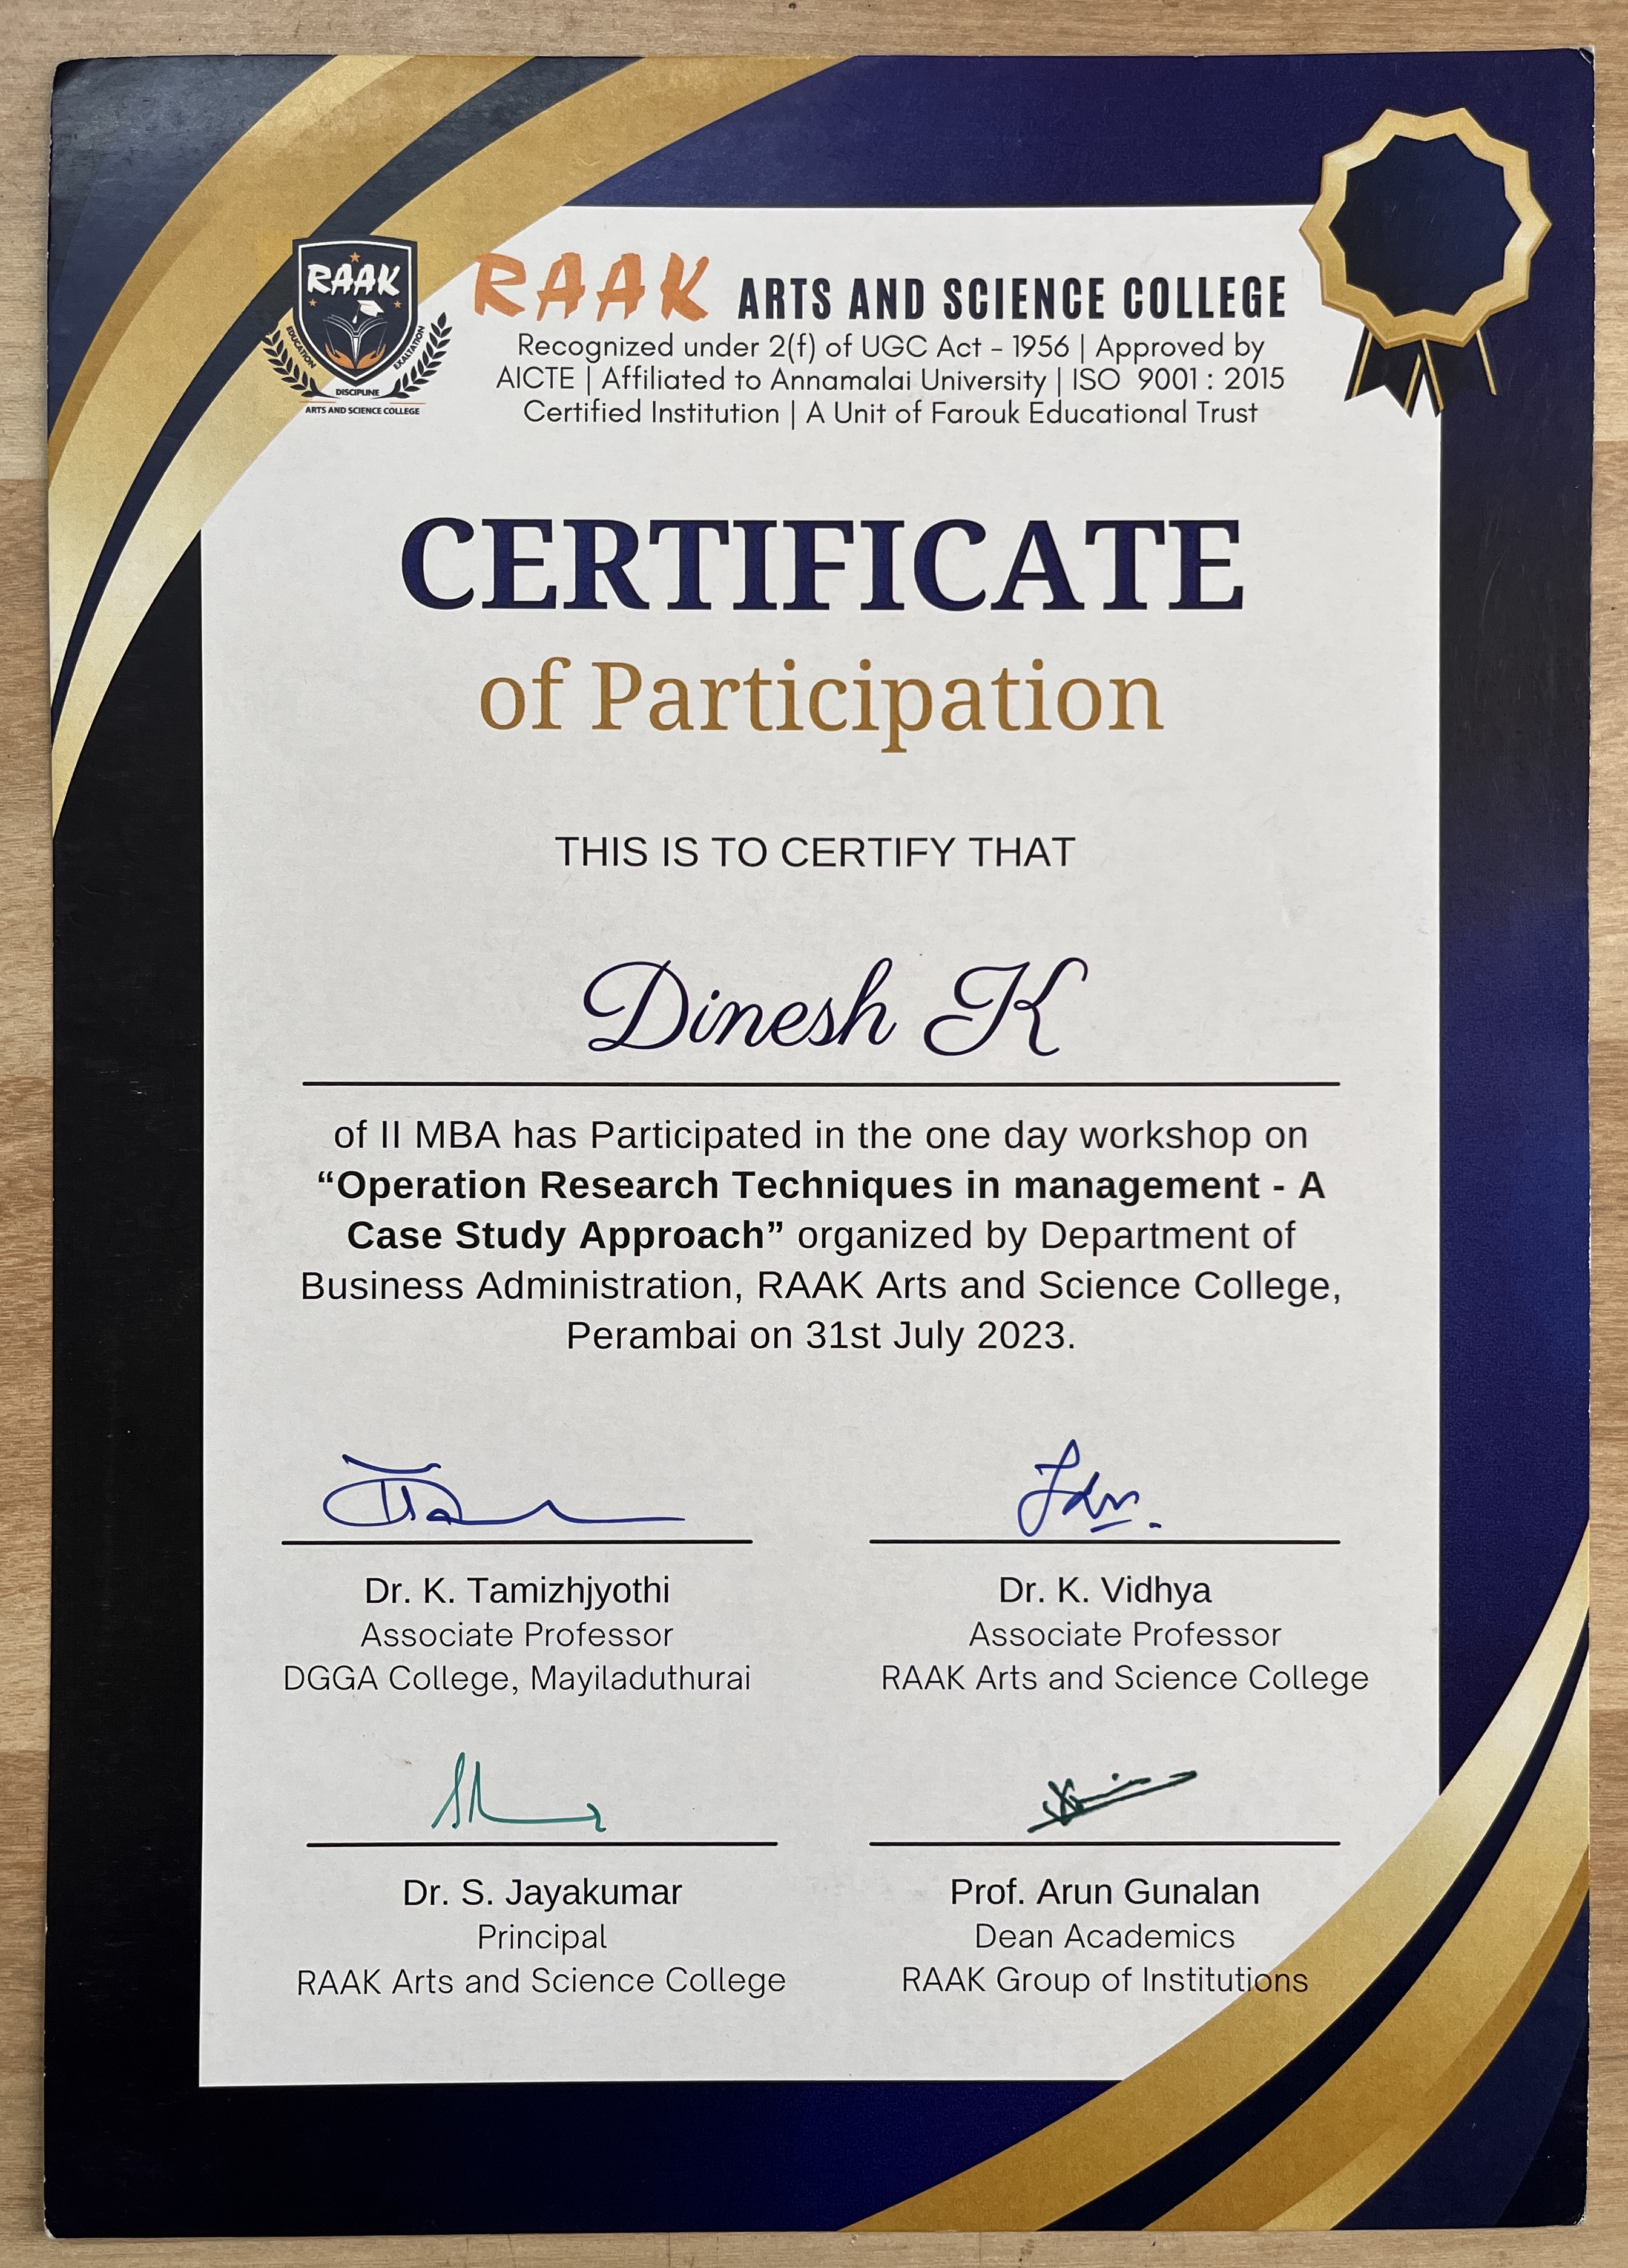 RAAK
EDUCATION
DISCIPLINE
EXALTATION
ARTS AND SCIENCE COLLEGE
RAAK ARTS AND SCIENCE COLLEGE
Recognized under 2(f) of UGC Act - 1956 | Approved by
AICTE | Affiliated to Annamalai University | ISO 9001 : 2015
Certified Institution | A Unit of Farouk Educational Trust
CERTIFICATE
of Participation
THIS IS TO CERTIFY THAT
Dinesh K
of II MBA has Participated in the one day workshop on
“Operation Research Techniques in management - A
Case Study Approach” organized by Department of
Business Administration, RAAK Arts and Science College,
Perambai on 31st July 2023.
Dr. K. Tamizhjyothi
Associate Professor
DGGA College, Mayiladuthurai
Dr. K. Vidhya
Associate Professor
RAAK Arts and Science College
Dr. S. Jayakumar
Principal
RAAK Arts and Science College
Prof. Arun Gunalan
Dean Academics
RAAK Group of Institutions